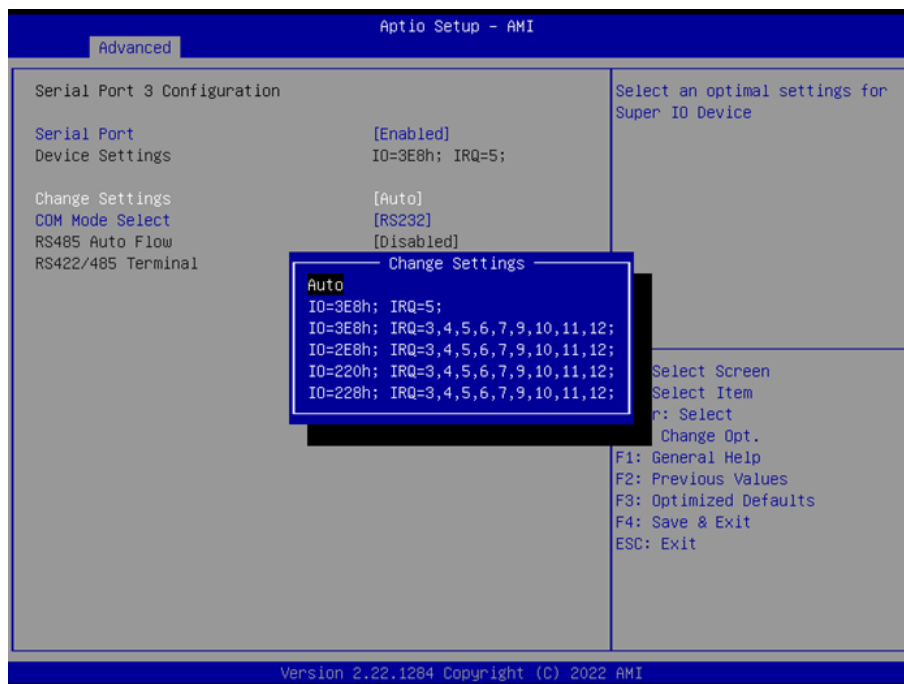 Aptio Setup – AMI
Advanced
Serial Port 3 Configuration
Serial Port [Enabled]
Device Settings IO=3E8h; IRQ=5;
Change Settings [Auto]
COM Mode Select [RS232]
RS485 Auto Flow [Disabled]
RS422/485 Terminal
Change Settings
Auto
IO=3E8h; IRQ=5;
IO=3E8h; IRQ=3,4,5,6,7,9,10,11,12;
IO=2E8h; IRQ=3,4,5,6,7,9,10,11,12;
IO=220h; IRQ=3,4,5,6,7,9,10,11,12;
IO=228h; IRQ=3,4,5,6,7,9,10,11,12;
Select an optimal settings for
Super IO Device
Select Screen
Select Item
r: Select
Change Opt.
F1: General Help
F2: Previous Values
F3: Optimized Defaults
F4: Save & Exit
ESC: Exit
Version 2.22.1284 Copyright (C) 2022 AMI